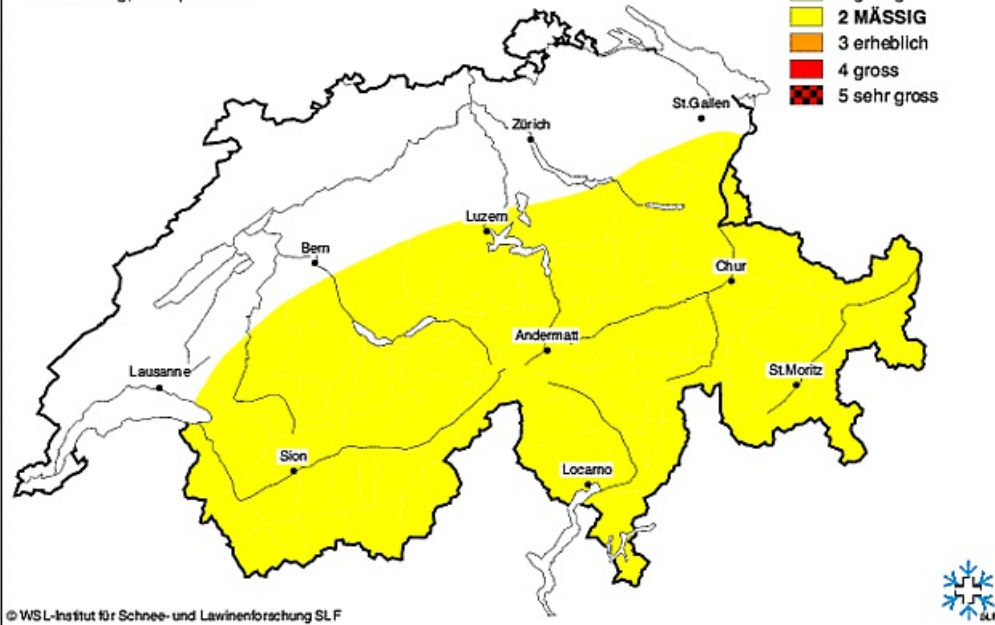 2 MÄSSIG
3 erheblich
4 gross
5 sehr gross
St.Gallen
Zürich
Luzern
Bern
Chur
Andermatt
Lausanne
St.Moritz
Sion
Locarno
© WSL-Institut für Schnee- und Lawinenforschung SLF
SLF